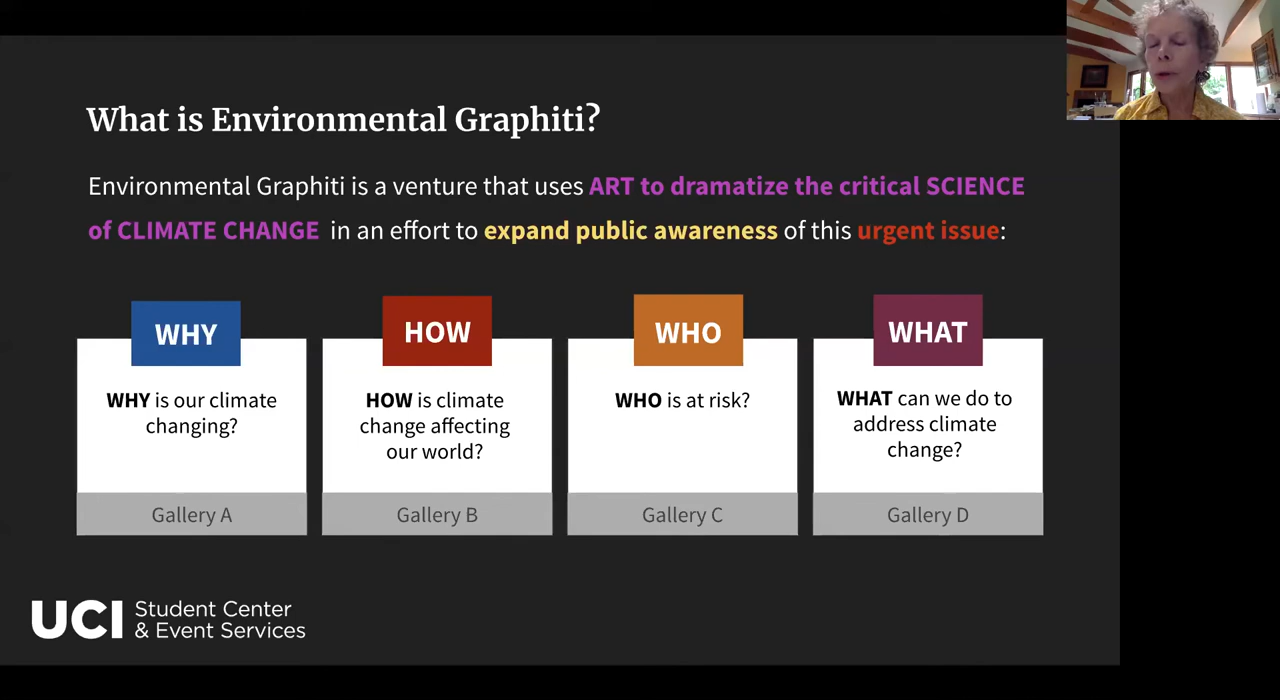 What is Environmental Graphiti?
Environmental Graphiti is a venture that uses ART to dramatize the critical SCIENCE
of CLIMATE CHANGE in an effort to expand public awareness of this urgent issue:
WHY
WHY is our climate
changing?
Gallery A
HOW
HOW is climate
change affecting
our world?
Gallery B
WHO
WHO is at risk?
Gallery C
WHAT
WHAT can we do to
address climate
change?
Gallery D
UCI Student Center
& Event Services